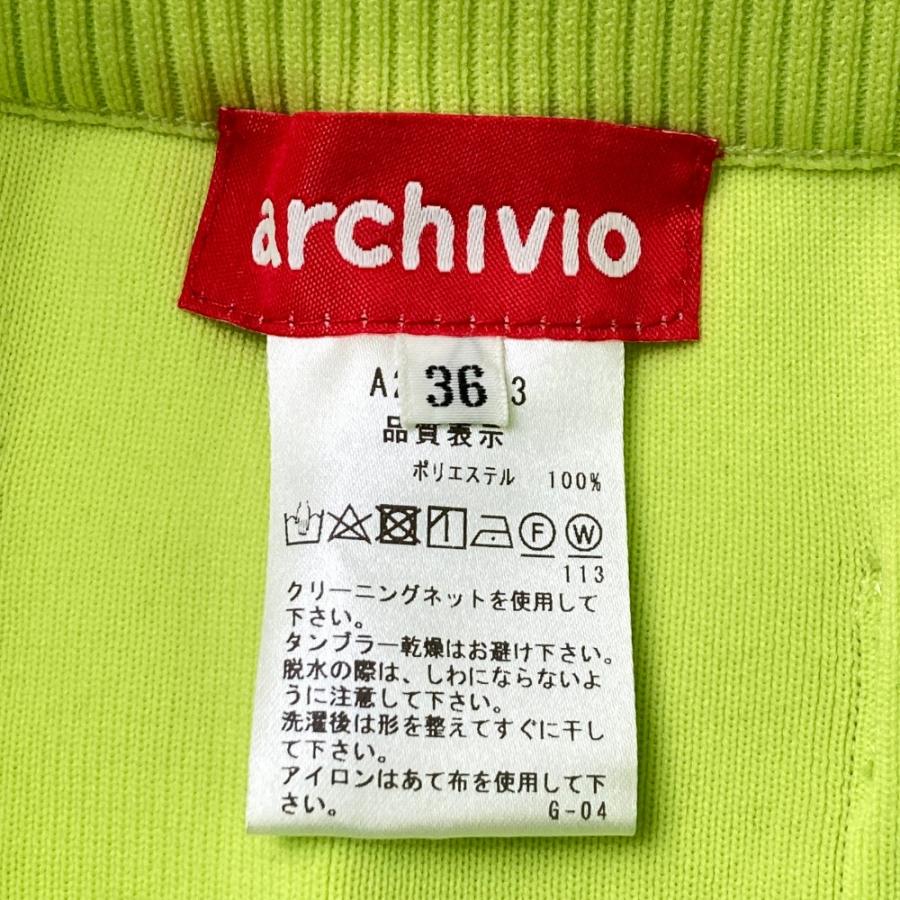 archivio
36
品質表示
ポリエステル 100%
F W
113
クリーニングネットを使用して
下さい。
タンブラー乾燥はお避け下さい。
脱水の際は、しわにならないよ
うに注意して下さい。
洗濯後は形を整えてすぐに干し
て下さい。
アイロンはあて布を使用して下
さい。 G-04